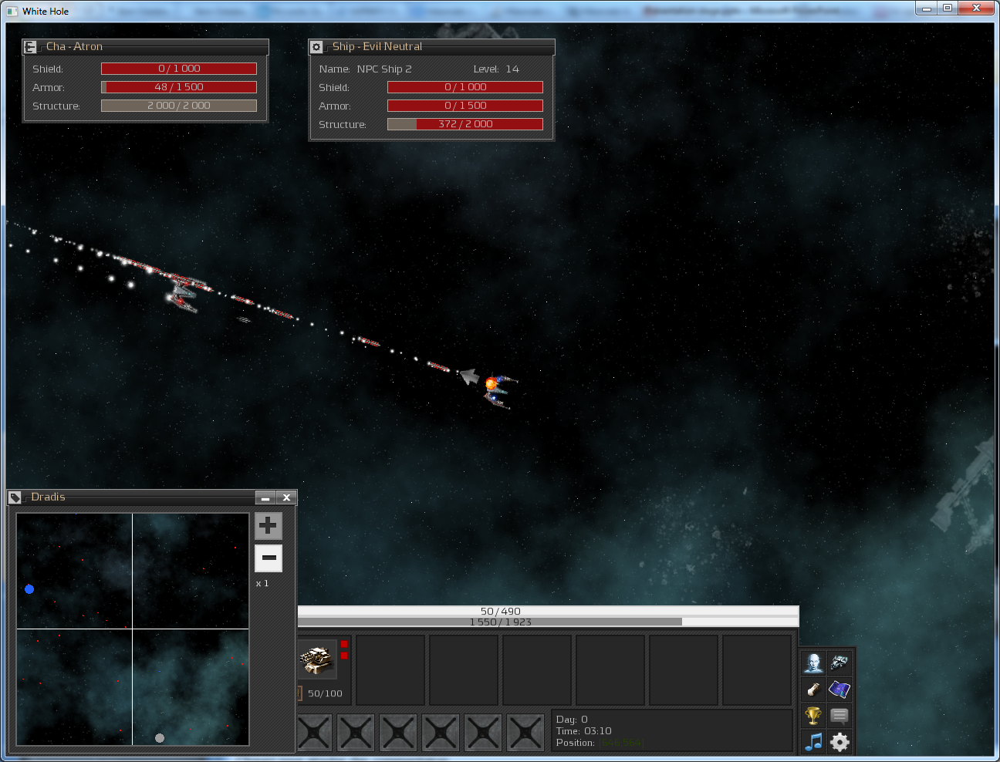 White Hole
Cha - Atron
Shield: 0 / 1 000
Armor: 48 / 1 500
Structure: 2 000 / 2 000
Ship - Evil Neutral
Name: NPC Ship 2 Level: 14
Shield: 0 / 1 000
Armor: 0 / 1 500
Structure: 372 / 2 000
Dradis
x 1
50 / 490
1 550 / 1 923
50/100
Day: 0
Time: 03:10
Position: